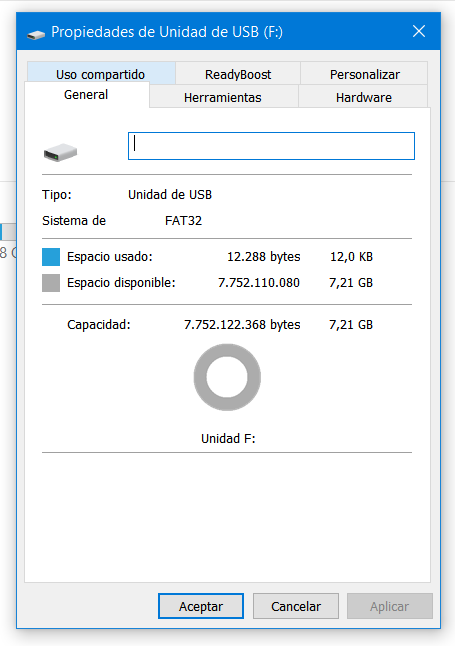 Propiedades de Unidad de USB (F:)
Uso compartido ReadyBoost Personalizar
General Herramientas Hardware
Tipo: Unidad de USB
Sistema de FAT32
8
Espacio usado: 12.288 bytes 12,0 KB
Espacio disponible: 7.752.110.080 7,21 GB
Capacidad: 7.752.122.368 bytes 7,21 GB
Unidad F:
Aceptar Cancelar Aplicar